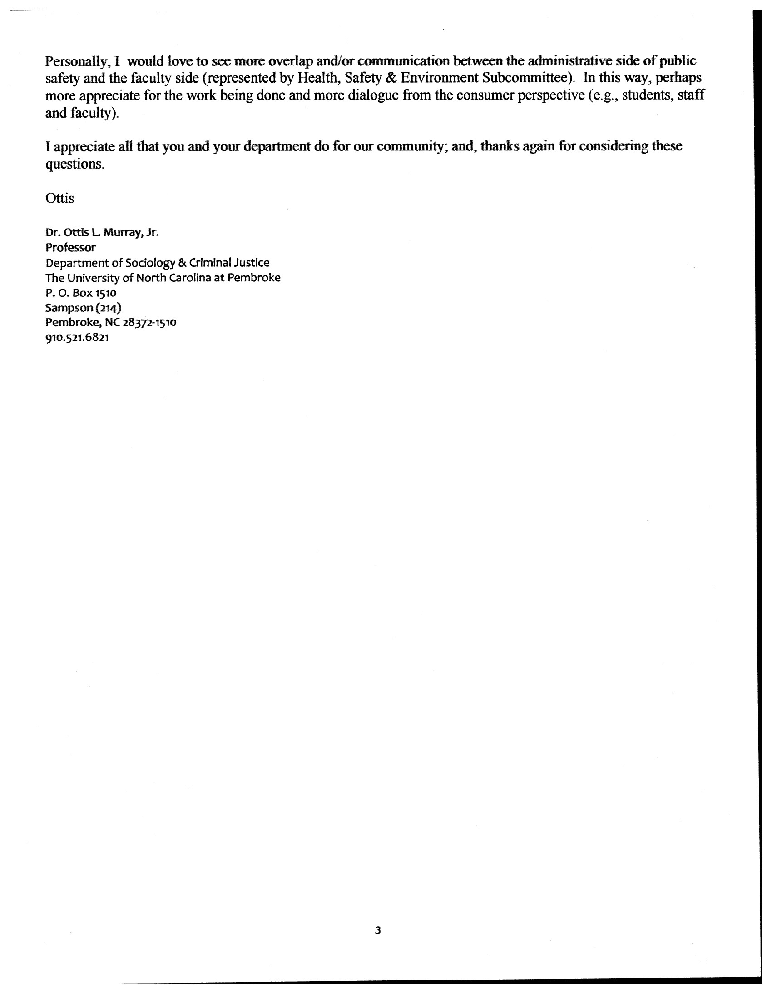 Personally, I  would love to see more overlap and/or communication between the administrative side of public
safety and the faculty side (represented by Health, Safety & Environment Subcommittee).  In this way, perhaps
more appreciate for the work being done and more dialogue from the consumer perspective (e.g., students, staff
and faculty).
I appreciate all that you and your department do for our community; and, thanks again for considering these
questions.
Ottis
Dr. Ottis L. Murray, Jr.
Professor
Department of Sociology & Criminal Justice
The University of North Carolina at Pembroke
P. O. Box 1510
Sampson (214)
Pembroke, NC 28372-1510
910.521.6821
3